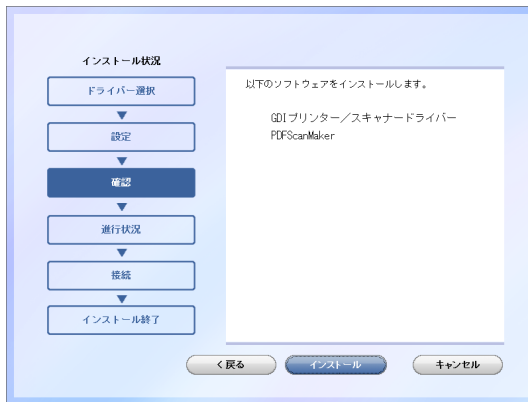 インストール状況
ドライバー選択
設定
確認
進行状況
接続
インストール終了
以下のソフトウェアをインストールします。
GDIプリンター／スキャナードライバー
PDFScanMaker
< 戻る
インストール
キャンセル